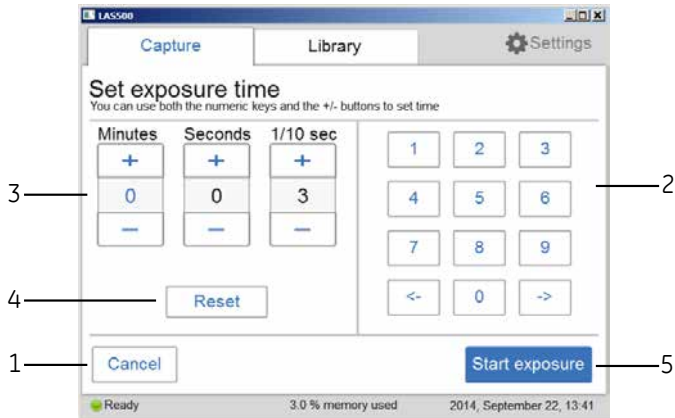 LAS500
Capture Library Settings
Set exposure time
You can use both the numeric keys and the +/- buttons to set time
Minutes Seconds 1/10 sec
+ + +
0 0 3
- - -
1 2 3
4 5 6
7 8 9
<- 0 ->
Reset
Cancel Start exposure
Ready 3.0 % memory used 2014, September 22, 13:41
3
4
1
2
5